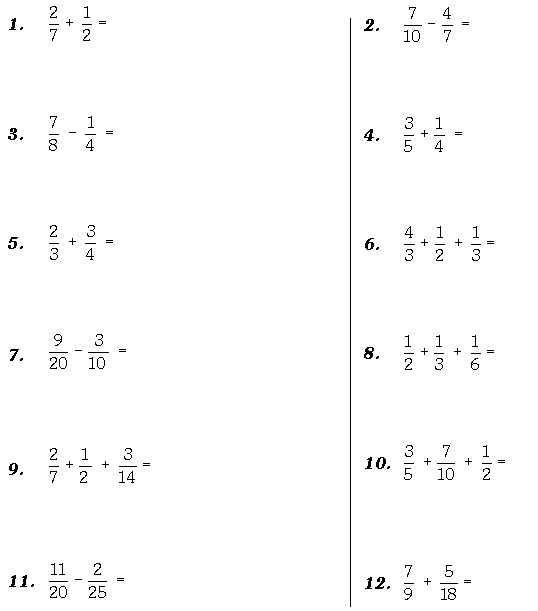 1. 2/7 + 1/2 =
2. 7/10 - 4/7 =
3. 7/8 - 1/4 =
4. 3/5 + 1/4 =
5. 2/3 + 3/4 =
6. 4/3 + 1/2 + 1/3 =
7. 9/20 - 3/10 =
8. 1/2 + 1/3 + 1/6 =
9. 2/7 + 1/2 + 3/14 =
10. 3/5 + 7/10 + 1/2 =
11. 11/20 - 2/25 =
12. 7/9 + 5/18 =